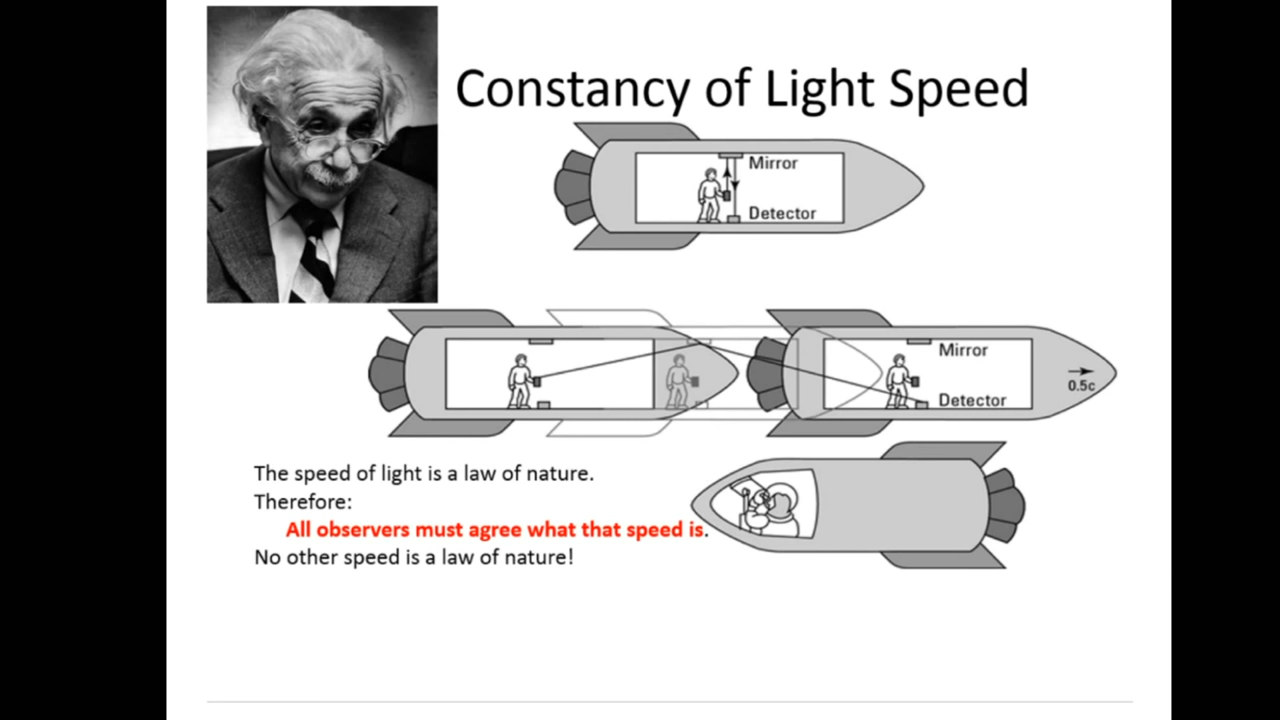 Constancy of Light Speed
Mirror
Detector
Mirror
0.5c
Detector
The speed of light is a law of nature.
Therefore:
All observers must agree what that speed is.
No other speed is a law of nature!